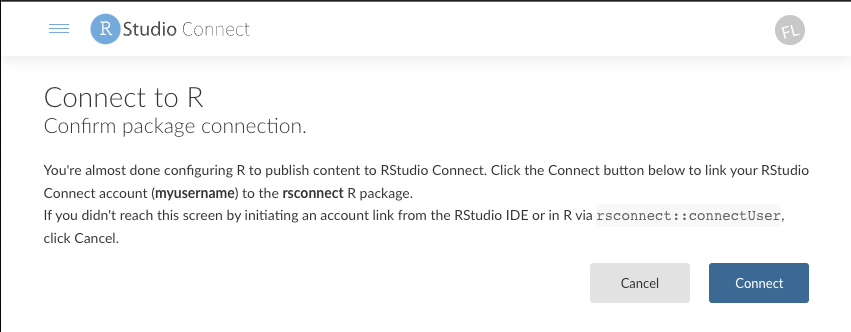 R Studio Connect
FL
Connect to R
Confirm package connection.
You're almost done configuring R to publish content to RStudio Connect. Click the Connect button below to link your RStudio
Connect account (myusername) to the rsconnect R package.
If you didn't reach this screen by initiating an account link from the RStudio IDE or in R via rsconnect::connectUser,
click Cancel.
Cancel
Connect